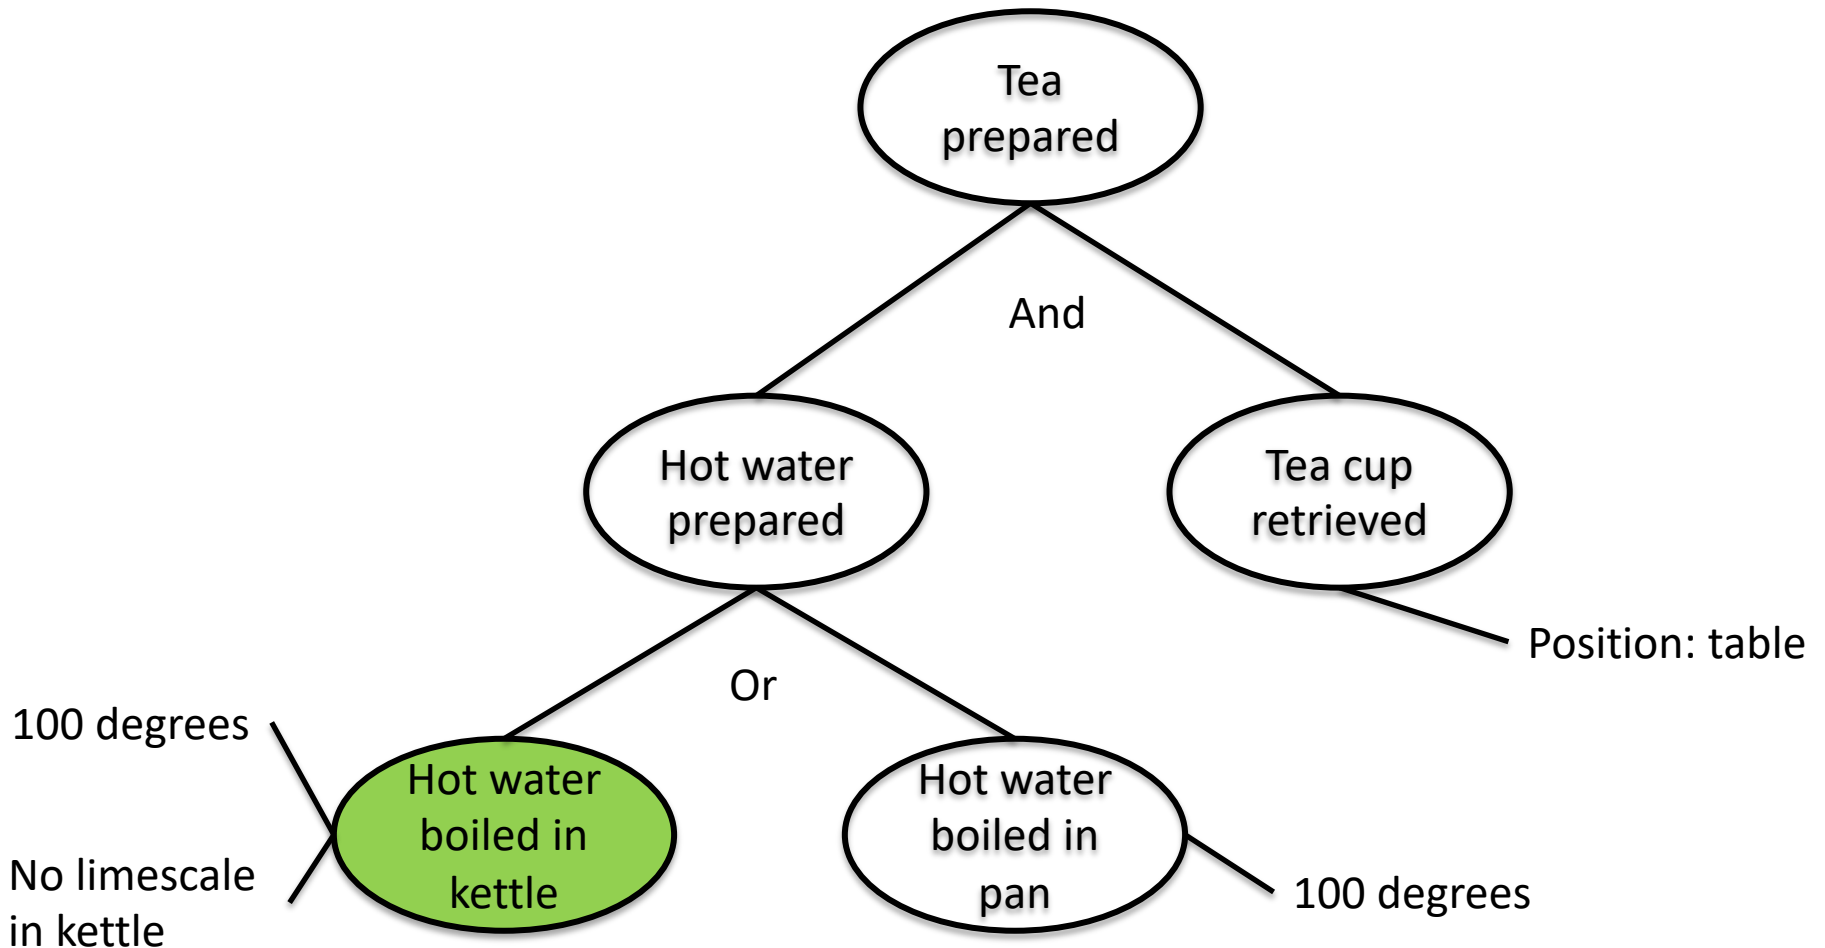 Tea
prepared
And
Hot water
prepared
Tea cup
retrieved
Position: table
Or
100 degrees
Hot water
boiled in
kettle
No limescale
in kettle
Hot water
boiled in
pan
100 degrees